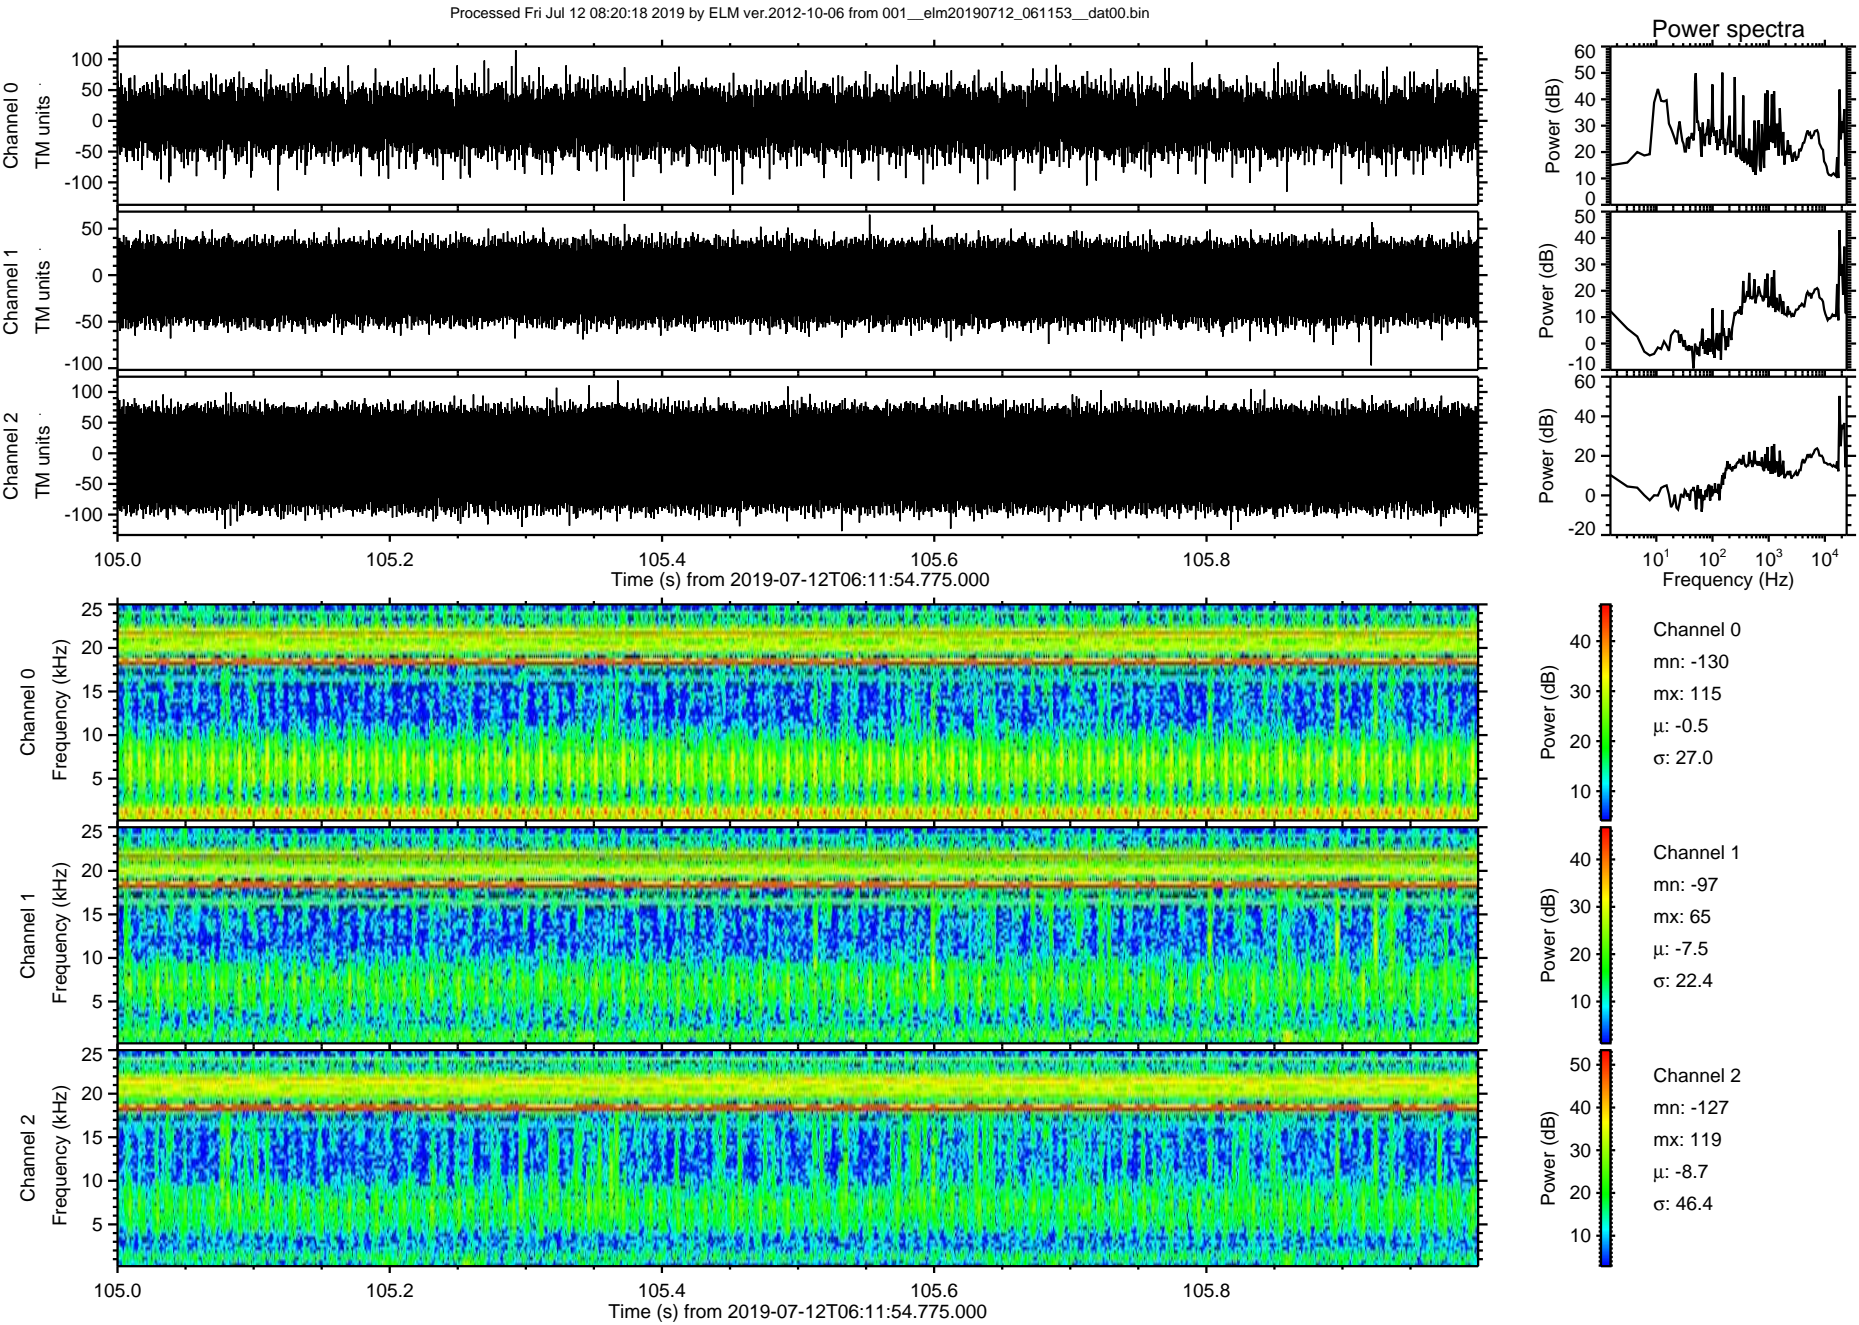 Processed Fri Jul 12 08:20:18 2019 by ELM ver.2012-10-06 from 001__elm20190712_061153__dat00.bin
Power spectra
Channel 0
TM units
100
50
0
-50
-100
Power (dB)
60
50
40
30
20
10
0
Channel 1
TM units
50
0
-50
-100
Power (dB)
50
40
30
20
10
0
-10
Channel 2
TM units
100
50
0
-50
-100
Power (dB)
60
40
20
0
-20
105.0 105.2 105.4 105.6 105.8
Time (s) from 2019-07-12T06:11:54.775.000
10^1 10^2 10^3 10^4
Frequency (Hz)
Channel 0
Frequency (kHz)
25
20
15
10
5
Power (dB)
40
30
20
10
Channel 0
mn: -130
mx: 115
μ: -0.5
σ: 27.0
Channel 1
Frequency (kHz)
25
20
15
10
5
Power (dB)
40
30
20
10
Channel 1
mn: -97
mx: 65
μ: -7.5
σ: 22.4
Channel 2
Frequency (kHz)
25
20
15
10
5
Power (dB)
50
40
30
20
10
Channel 2
mn: -127
mx: 119
μ: -8.7
σ: 46.4
105.0 105.2 105.4 105.6 105.8
Time (s) from 2019-07-12T06:11:54.775.000